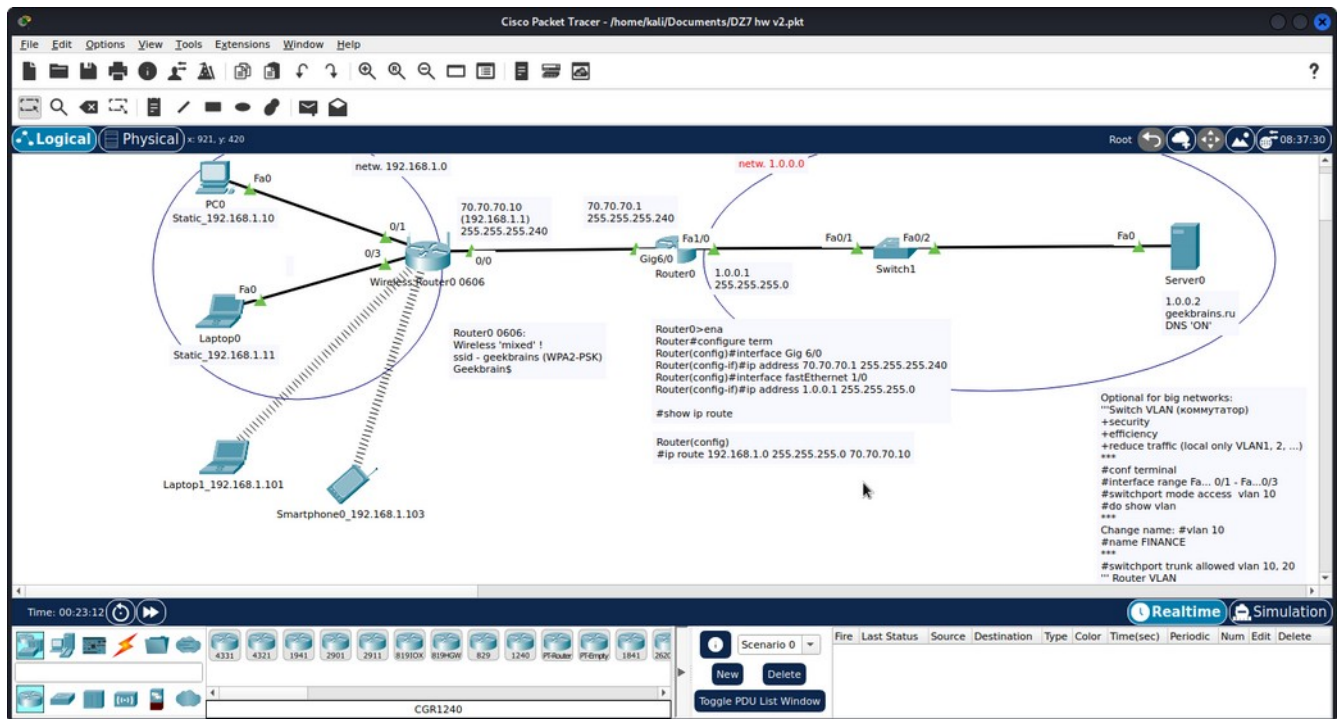 Cisco Packet Tracer - /home/kali/Documents/DZ7 hw v2.pkt
File Edit Options View Tools Extensions Window Help
?
Logical Physical x: 921, y: 420
Root 08:37:30
netw. 192.168.1.0
netw. 1.0.0.0
Fa0
PC0
Static_192.168.1.10
0/1
0/3
Wireless Router0 0606
70.70.70.10
(192.168.1.1)
255.255.255.240
0/0
70.70.70.1
255.255.255.240
Gig6/0
Fa1/0
Router0
1.0.0.1
255.255.255.0
Fa0/1
Fa0/2
Switch1
Fa0
Server0
1.0.0.2
geekbrains.ru
DNS 'ON'
Fa0
Laptop0
Static_192.168.1.11
Router0 0606:
Wireless 'mixed' !
ssid - geekbrains (WPA2-PSK)
Geekbrain$
Router0>ena
Router#configure term
Router(config)#interface Gig 6/0
Router(config-if)#ip address 70.70.70.1 255.255.255.240
Router(config)#interface fastEthernet 1/0
Router(config-if)#ip address 1.0.0.1 255.255.255.0
#show ip route
Router(config)
#ip route 192.168.1.0 255.255.255.0 70.70.70.10
Laptop1_192.168.1.101
Smartphone0_192.168.1.103
Optional for big networks:
'''Switch VLAN (коммутатор)
+security
+efficiency
+reduce traffic (local only VLAN1, 2, ...)
***
#conf terminal
#interface range Fa... 0/1 - Fa...0/3
#switchport mode access  vlan 10
#do show vlan
***
Change name: #vlan 10
#name FINANCE
***
#switchport trunk allowed vlan 10, 20
''' Router VLAN
Time: 00:23:12
Realtime Simulation
4331 4321 1941 2901 2911 819IOX 819HGW 829 1240 PT-Router PT-Empty 1841 262
CGR1240
Scenario 0
New Delete
Toggle PDU List Window
Fire Last Status Source Destination Type Color Time(sec) Periodic Num Edit Delete